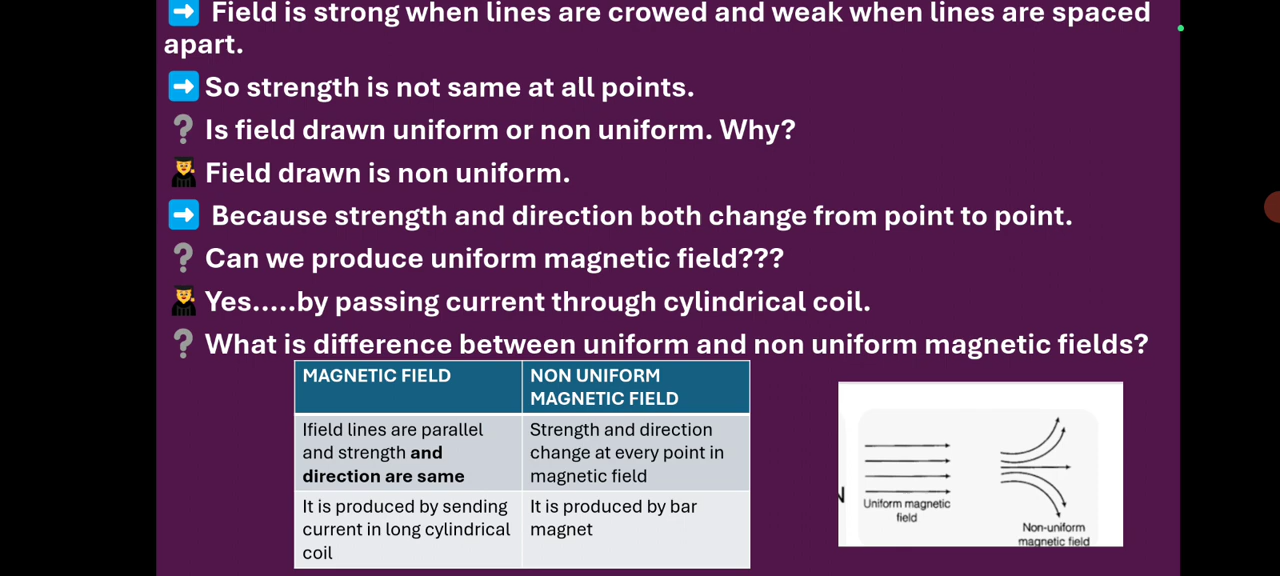 ➡ Field is strong when lines are crowed and weak when lines are spaced
apart.
➡ So strength is not same at all points.
❔ Is field drawn uniform or non uniform. Why?
Field drawn is non uniform.
➡ Because strength and direction both change from point to point.
❔ Can we produce uniform magnetic field???
Yes.....by passing current through cylindrical coil.
❔ What is difference between uniform and non uniform magnetic fields?
MAGNETIC FIELD
NON UNIFORM
MAGNETIC FIELD
Ifield lines are parallel
and strength and
direction are same
Strength and direction
change at every point in
magnetic field
It is produced by sending
current in long cylindrical
coil
It is produced by bar
magnet
Uniform magnetic
field
Non-uniform
magnetic field